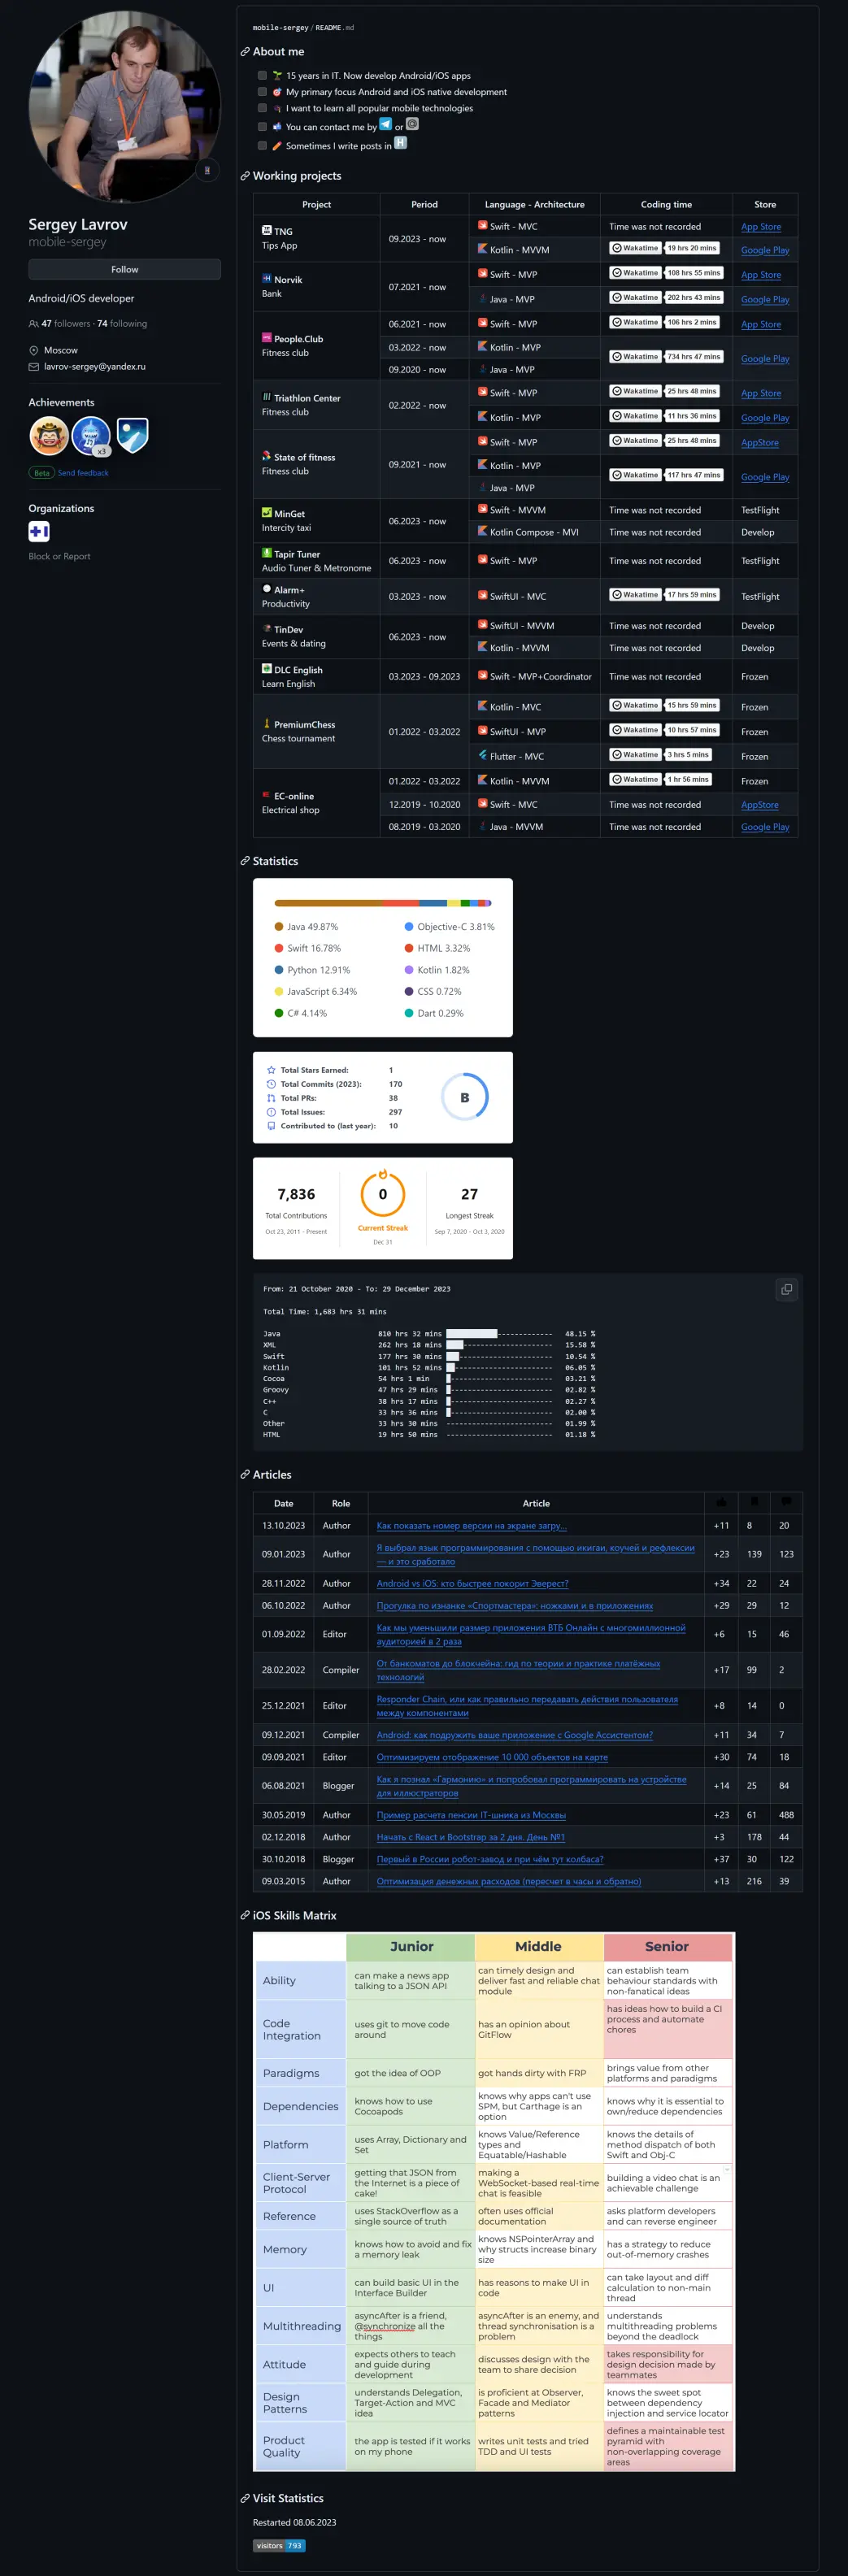 Sergey Lavrov
mobile-sergey
Follow
Android/iOS developer
47 followers · 74 following
Moscow
lavrov-sergey@yandex.ru
Achievements
x3
Beta Send feedback
Organizations
Block or Report
mobile-sergey/README.md
About me
15 years in IT. Now develop Android/iOS apps
My primary focus Android and iOS native development
I want to learn all popular mobile technologies
You can contact me by or
Sometimes I write posts in H
Working projects
Project Period Language - Architecture Coding time Store
TNG
Tips App
09.2023 - now
Swift - MVC Time was not recorded App Store
Kotlin - MVVM Wakatime 19 hrs 20 mins Google Play
Norvik
Bank
07.2021 - now
Swift - MVP Wakatime 108 hrs 55 mins App Store
Java - MVP Wakatime 202 hrs 43 mins Google Play
People.Club
Fitness club
06.2021 - now Swift - MVP Wakatime 106 hrs 2 mins App Store
03.2022 - now Kotlin - MVP Wakatime 734 hrs 47 mins Google Play
09.2020 - now Java - MVP
Triathlon Center
Fitness club
02.2022 - now
Swift - MVP Wakatime 25 hrs 48 mins App Store
Kotlin - MVP Wakatime 11 hrs 36 mins Google Play
State of fitness
Fitness club
09.2021 - now
Swift - MVP Wakatime 25 hrs 48 mins AppStore
Kotlin - MVP Wakatime 117 hrs 47 mins Google Play
Java - MVP
MinGet
Intercity taxi
06.2023 - now
Swift - MVVM Time was not recorded TestFlight
Kotlin Compose - MVI Time was not recorded Develop
Tapir Tuner
Audio Tuner & Metronome
06.2023 - now Swift - MVP Time was not recorded TestFlight
Alarm+
Productivity
03.2023 - now SwiftUI - MVC Wakatime 17 hrs 59 mins TestFlight
TinDev
Events & dating
06.2023 - now
SwiftUI - MVVM Time was not recorded Develop
Kotlin - MVVM Time was not recorded Develop
DLC English
Learn English
03.2023 - 09.2023 Swift - MVP+Coordinator Time was not recorded Frozen
PremiumChess
Chess tournament
01.2022 - 03.2022
Kotlin - MVC Wakatime 15 hrs 59 mins Frozen
SwiftUI - MVP Wakatime 10 hrs 57 mins Frozen
Flutter - MVC Wakatime 3 hrs 5 mins Frozen
EC-online
Electrical shop
01.2022 - 03.2022 Kotlin - MVVM Wakatime 1 hr 56 mins Frozen
12.2019 - 10.2020 Swift - MVC Time was not recorded AppStore
08.2019 - 03.2020 Java - MVVM Time was not recorded Google Play
Statistics
Java 49.87% Objective-C 3.81%
Swift 16.78% HTML 3.32%
Python 12.91% Kotlin 1.82%
JavaScript 6.34% CSS 0.72%
C# 4.14% Dart 0.29%
Total Stars Earned: 1
Total Commits (2023): 170
Total PRs: 38
Total Issues: 297
Contributed to (last year): 10
B
7,836 0 27
Total Contributions Current Streak Longest Streak
Oct 23, 2011 - Present Dec 31 Sep 7, 2020 - Oct 3, 2020
From: 21 October 2020 - To: 29 December 2023
Total Time: 1,683 hrs 31 mins
Java 810 hrs 32 mins 48.15 %
XML 262 hrs 18 mins 15.58 %
Swift 177 hrs 30 mins 10.54 %
Kotlin 101 hrs 52 mins 06.05 %
Cocoa 54 hrs 1 min 03.21 %
Groovy 47 hrs 29 mins 02.82 %
C++ 38 hrs 17 mins 02.27 %
C 33 hrs 36 mins 02.00 %
Other 33 hrs 30 mins 01.99 %
HTML 19 hrs 50 mins 01.18 %
Articles
Date Role Article
13.10.2023 Author Как показать номер версии на экране загру... +11 8 20
09.01.2023 Author Я выбрал язык программирования с помощью икигаи, коучей и рефлексии
— и это сработало +23 139 123
28.11.2022 Author Android vs iOS: кто быстрее покорит Эверест? +34 22 24
06.10.2022 Author Прогулка по изнанке «Спортмастера»: ножками и в приложениях +29 29 12
01.09.2022 Editor Как мы уменьшили размер приложения ВТБ Онлайн с многомиллионной
аудиторией в 2 раза +6 15 46
28.02.2022 Compiler От банкоматов до блокчейна: гид по теории и практике платёжных
технологий +17 99 2
25.12.2021 Editor Responder Chain, или как правильно передавать действия пользователя
между компонентами +8 14 0
09.12.2021 Compiler Android: как подружить ваше приложение с Google Ассистентом? +11 34 7
09.09.2021 Editor Оптимизируем отображение 10 000 объектов на карте +30 74 18
06.08.2021 Blogger Как я познал «Гармонию» и попробовал программировать на устройстве
для иллюстраторов +14 25 84
30.05.2019 Author Пример расчета пенсии IT-шника из Москвы +23 61 488
02.12.2018 Author Начать с React и Bootstrap за 2 дня. День №1 +3 178 44
30.10.2018 Blogger Первый в России робот-завод и при чём тут колбаса? +37 30 122
09.03.2015 Author Оптимизация денежных расходов (пересчет в часы и обратно) +13 216 39
iOS Skills Matrix
Junior Middle Senior
Ability
can make a news app
talking to a JSON API
can timely design and
deliver fast and reliable chat
module
can establish team
behaviour standards with
non-fanatical ideas
Code
Integration
uses git to move code
around
has an opinion about
GitFlow
has ideas how to build a CI
process and automate
chores
Paradigms
got the idea of OOP
got hands dirty with FRP
brings value from other
platforms and paradigms
Dependencies
knows how to use
Cocoapods
knows why apps can't use
SPM, but Carthage is an
option
knows why it is essential to
own/reduce dependencies
Platform
uses Array, Dictionary and
Set
knows Value/Reference
types and
Equatable/Hashable
knows the details of
method dispatch of both
Swift and Obj-C
Client-Server
Protocol
getting that JSON from
the Internet is a piece of
cake!
making a
WebSocket-based real-time
chat is feasible
building a video chat is an
achievable challenge
Reference
uses StackOverflow as a
single source of truth
often uses official
documentation
asks platform developers
and can reverse engineer
Memory
knows how to avoid and fix
a memory leak
knows NSPointerArray and
why structs increase binary
size
has a strategy to reduce
out-of-memory crashes
UI
can build basic UI in the
Interface Builder
has reasons to make UI in
code
can take layout and diff
calculation to non-main
thread
Multithreading
asyncAfter is a friend,
@synchronize all the
things
asyncAfter is an enemy, and
thread synchronisation is a
problem
understands
multithreading problems
beyond the deadlock
Attitude
expects others to teach
and guide during
development
discusses design with the
team to share decision
takes responsibility for
design decision made by
teammates
Design
Patterns
understands Delegation,
Target-Action and MVC
idea
is proficient at Observer,
Facade and Mediator
patterns
knows the sweet spot
between dependency
injection and service locator
Product
Quality
the app is tested if it works
on my phone
writes unit tests and tried
TDD and UI tests
defines a maintainable test
pyramid with
non-overlapping coverage
areas
Visit Statistics
Restarted 08.06.2023
visitors 793